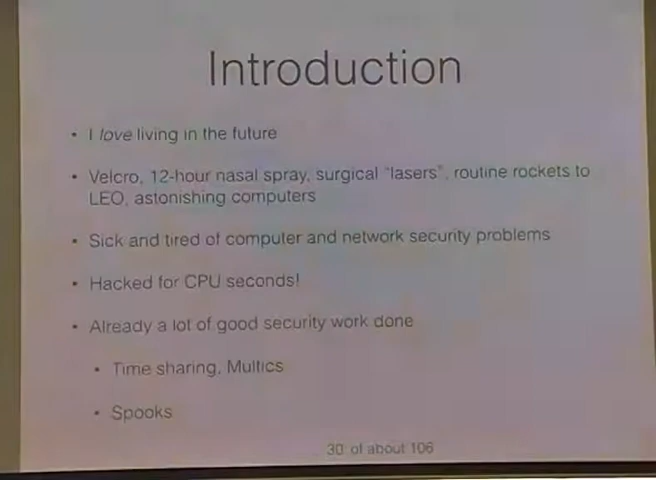 Introduction
• I love living in the future
• Velcro, 12-hour nasal spray, surgical "lasers", routine rockets to
LEO, astonishing computers
• Sick and tired of computer and network security problems
• Hacked for CPU seconds!
• Already a lot of good security work done
• Time sharing, Multics
• Spooks
30 of about 106